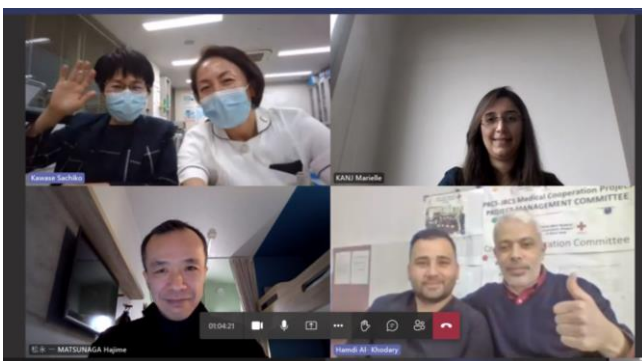 Kawase Sachiko
KANJ Marielle
PRCS-JRCS Medical Cooperation Project
PROJECT MANAGEMENT COMMITTEE
Cooperation Committee
MATSUNAGA Hajime
01:04:21
Hamdi Al- Khodary